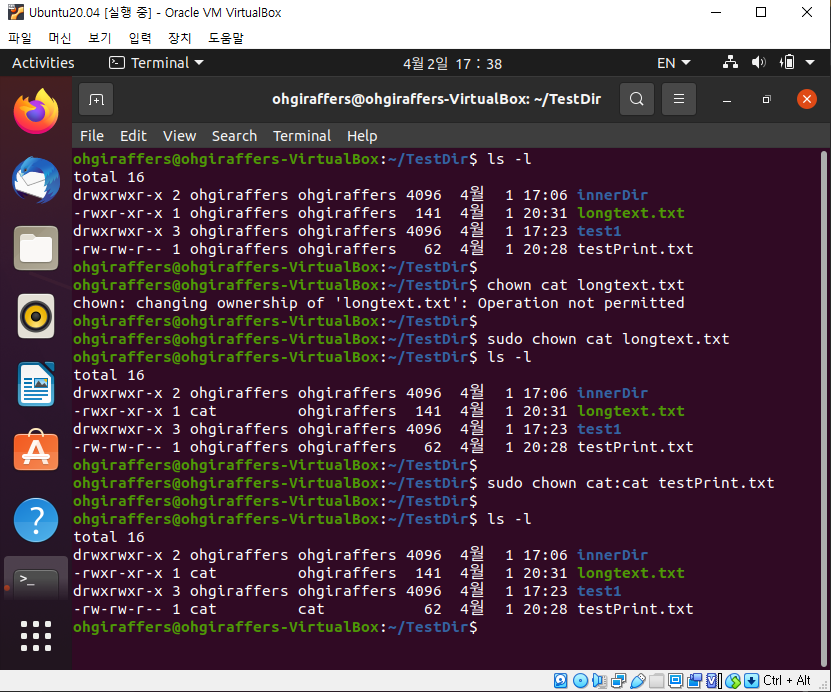 Ubuntu20.04 [실행 중] - Oracle VM VirtualBox
파일 머신 보기 입력 장치 도움말
Activities Terminal 4월 2일 17 : 38 EN
ohgiraffers@ohgiraffers-VirtualBox: ~/TestDir
File Edit View Search Terminal Help
ohgiraffers@ohgiraffers-VirtualBox:~/TestDir$ ls -l
total 16
drwxrwxr-x 2 ohgiraffers ohgiraffers 4096 4월 1 17:06 innerDir
-rwxr-xr-x 1 ohgiraffers ohgiraffers 141 4월 1 20:31 longtext.txt
drwxrwxr-x 3 ohgiraffers ohgiraffers 4096 4월 1 17:23 test1
-rw-rw-r-- 1 ohgiraffers ohgiraffers 62 4월 1 20:28 testPrint.txt
ohgiraffers@ohgiraffers-VirtualBox:~/TestDir$
ohgiraffers@ohgiraffers-VirtualBox:~/TestDir$ chown cat longtext.txt
chown: changing ownership of 'longtext.txt': Operation not permitted
ohgiraffers@ohgiraffers-VirtualBox:~/TestDir$
ohgiraffers@ohgiraffers-VirtualBox:~/TestDir$ sudo chown cat longtext.txt
ohgiraffers@ohgiraffers-VirtualBox:~/TestDir$ ls -l
total 16
drwxrwxr-x 2 ohgiraffers ohgiraffers 4096 4월 1 17:06 innerDir
-rwxr-xr-x 1 cat ohgiraffers 141 4월 1 20:31 longtext.txt
drwxrwxr-x 3 ohgiraffers ohgiraffers 4096 4월 1 17:23 test1
-rw-rw-r-- 1 ohgiraffers ohgiraffers 62 4월 1 20:28 testPrint.txt
ohgiraffers@ohgiraffers-VirtualBox:~/TestDir$
ohgiraffers@ohgiraffers-VirtualBox:~/TestDir$ sudo chown cat:cat testPrint.txt
ohgiraffers@ohgiraffers-VirtualBox:~/TestDir$
ohgiraffers@ohgiraffers-VirtualBox:~/TestDir$ ls -l
total 16
drwxrwxr-x 2 ohgiraffers ohgiraffers 4096 4월 1 17:06 innerDir
-rwxr-xr-x 1 cat ohgiraffers 141 4월 1 20:31 longtext.txt
drwxrwxr-x 3 ohgiraffers ohgiraffers 4096 4월 1 17:23 test1
-rw-rw-r-- 1 cat cat 62 4월 1 20:28 testPrint.txt
ohgiraffers@ohgiraffers-VirtualBox:~/TestDir$
Ctrl + Alt